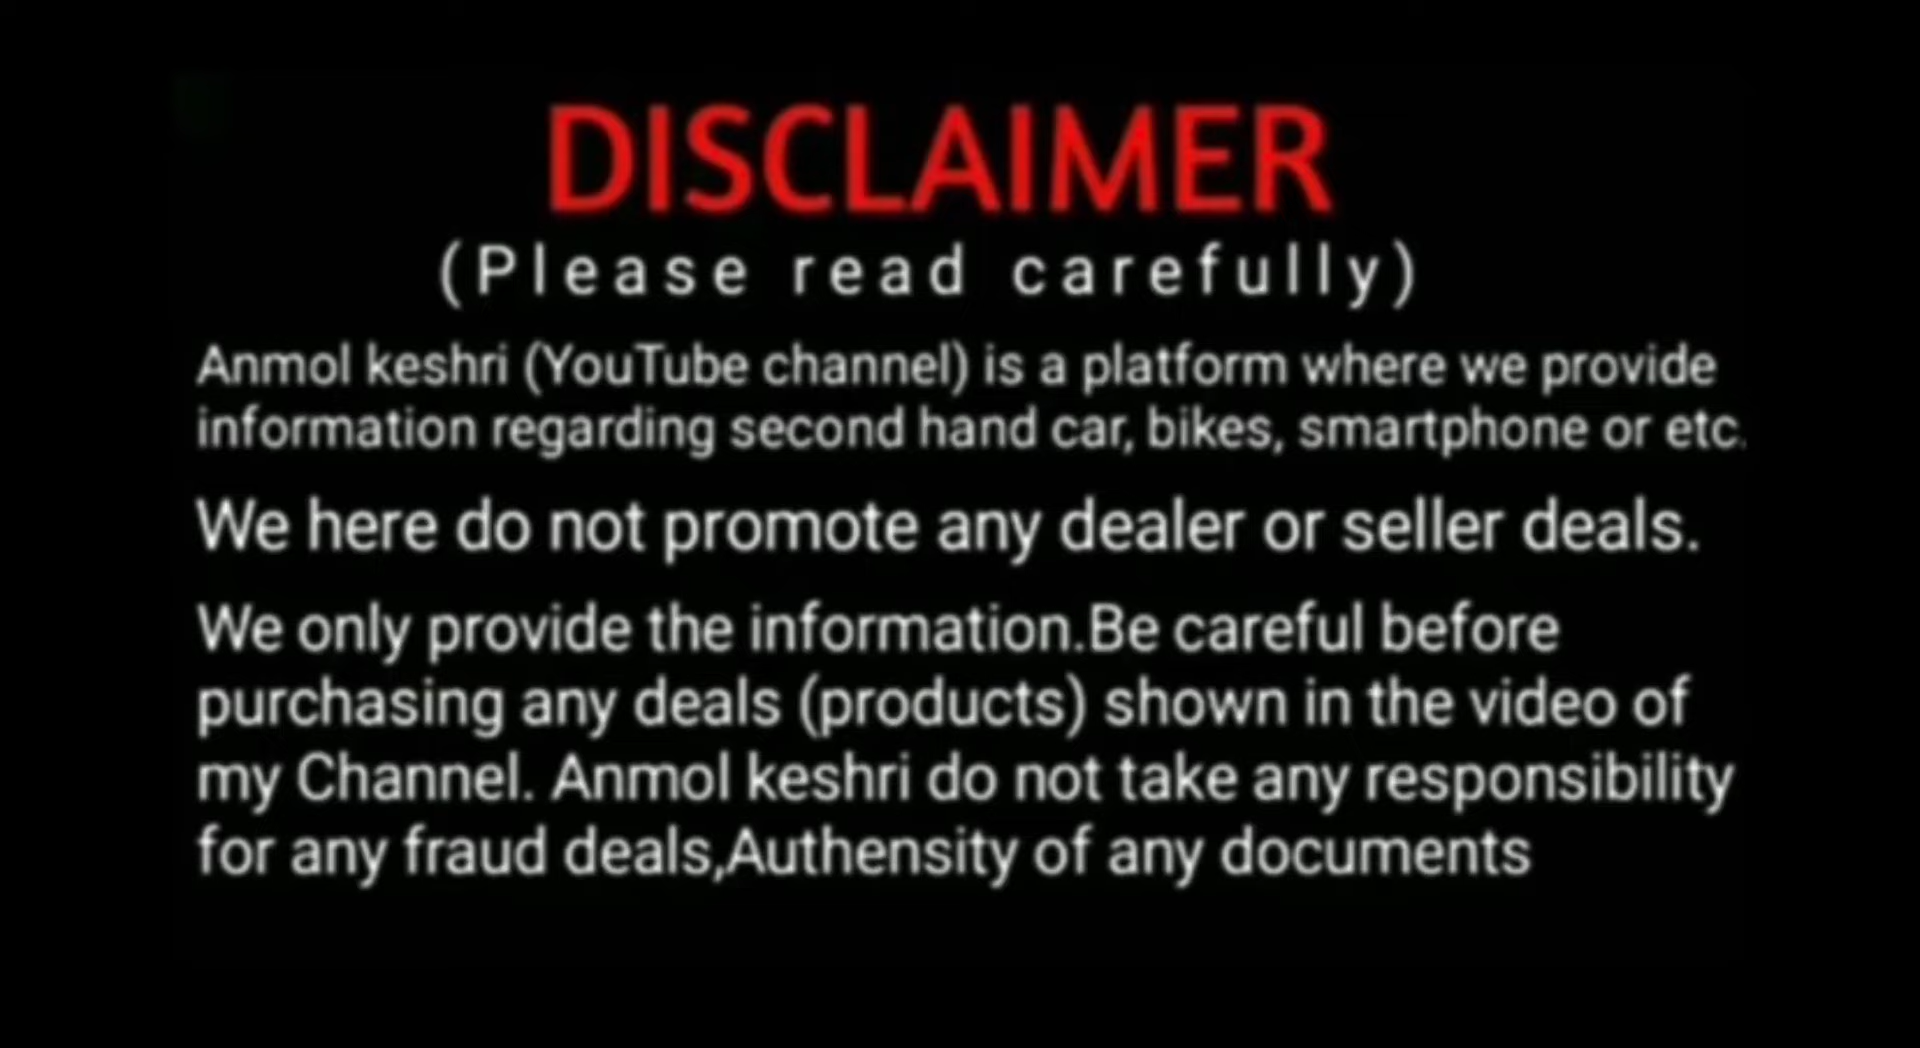 DISCLAIMER
(Please read carefully)
Anmol keshri (YouTube channel) is a platform where we provide
information regarding second hand car, bikes, smartphone or etc.
We here do not promote any dealer or seller deals.
We only provide the information.Be careful before
purchasing any deals (products) shown in the video of
my Channel. Anmol keshri do not take any responsibility
for any fraud deals,Authensity of any documents